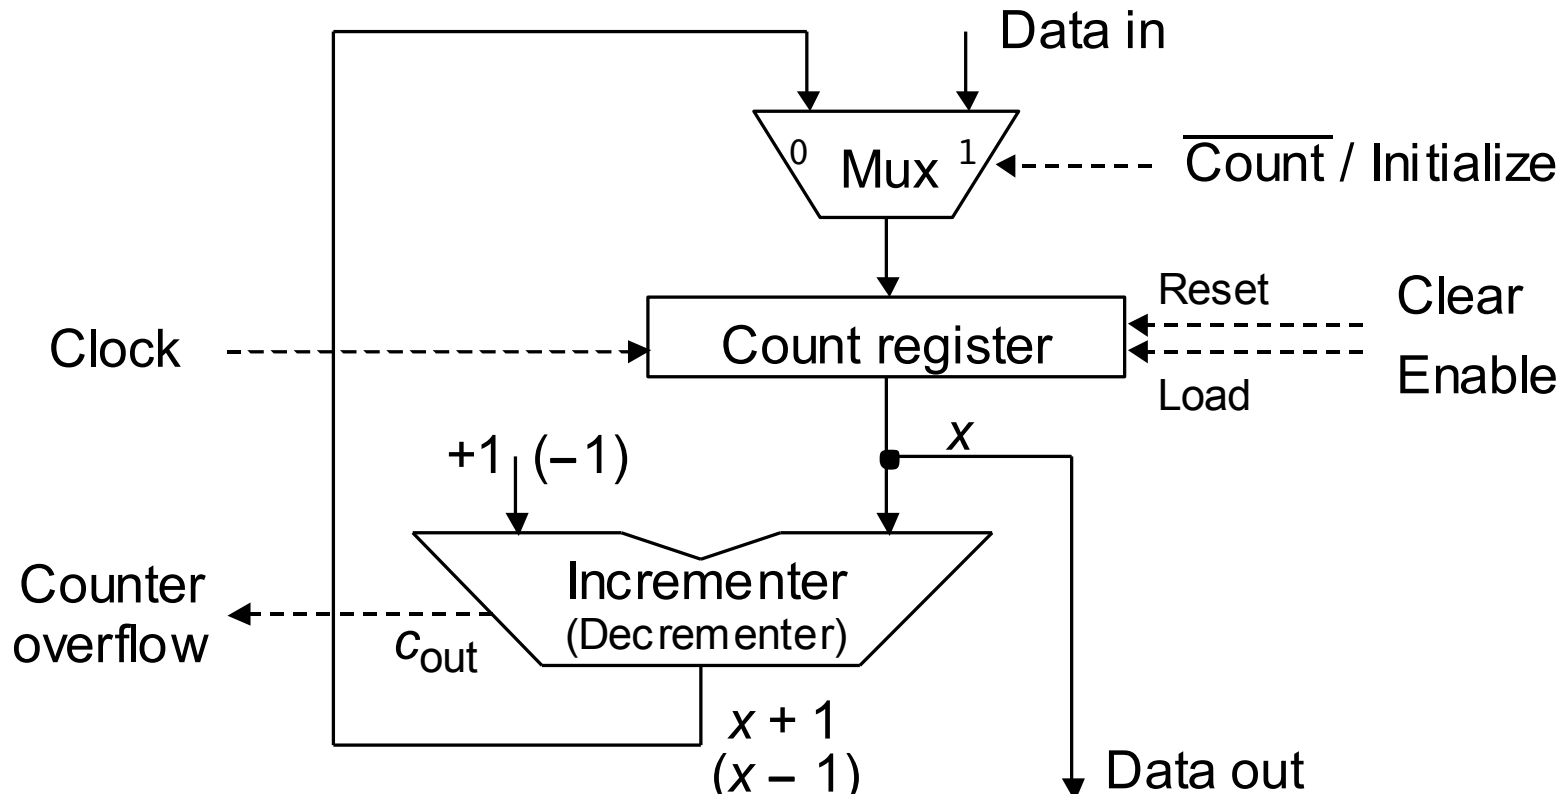 Data in
0 Mux 1
Count / Initialize
Reset
Clear
Clock
Count register
Enable
Load
x
+1 (–1)
Incrementer
(Decrementer)
Counter
overflow
cout
x + 1
(x – 1)
Data out